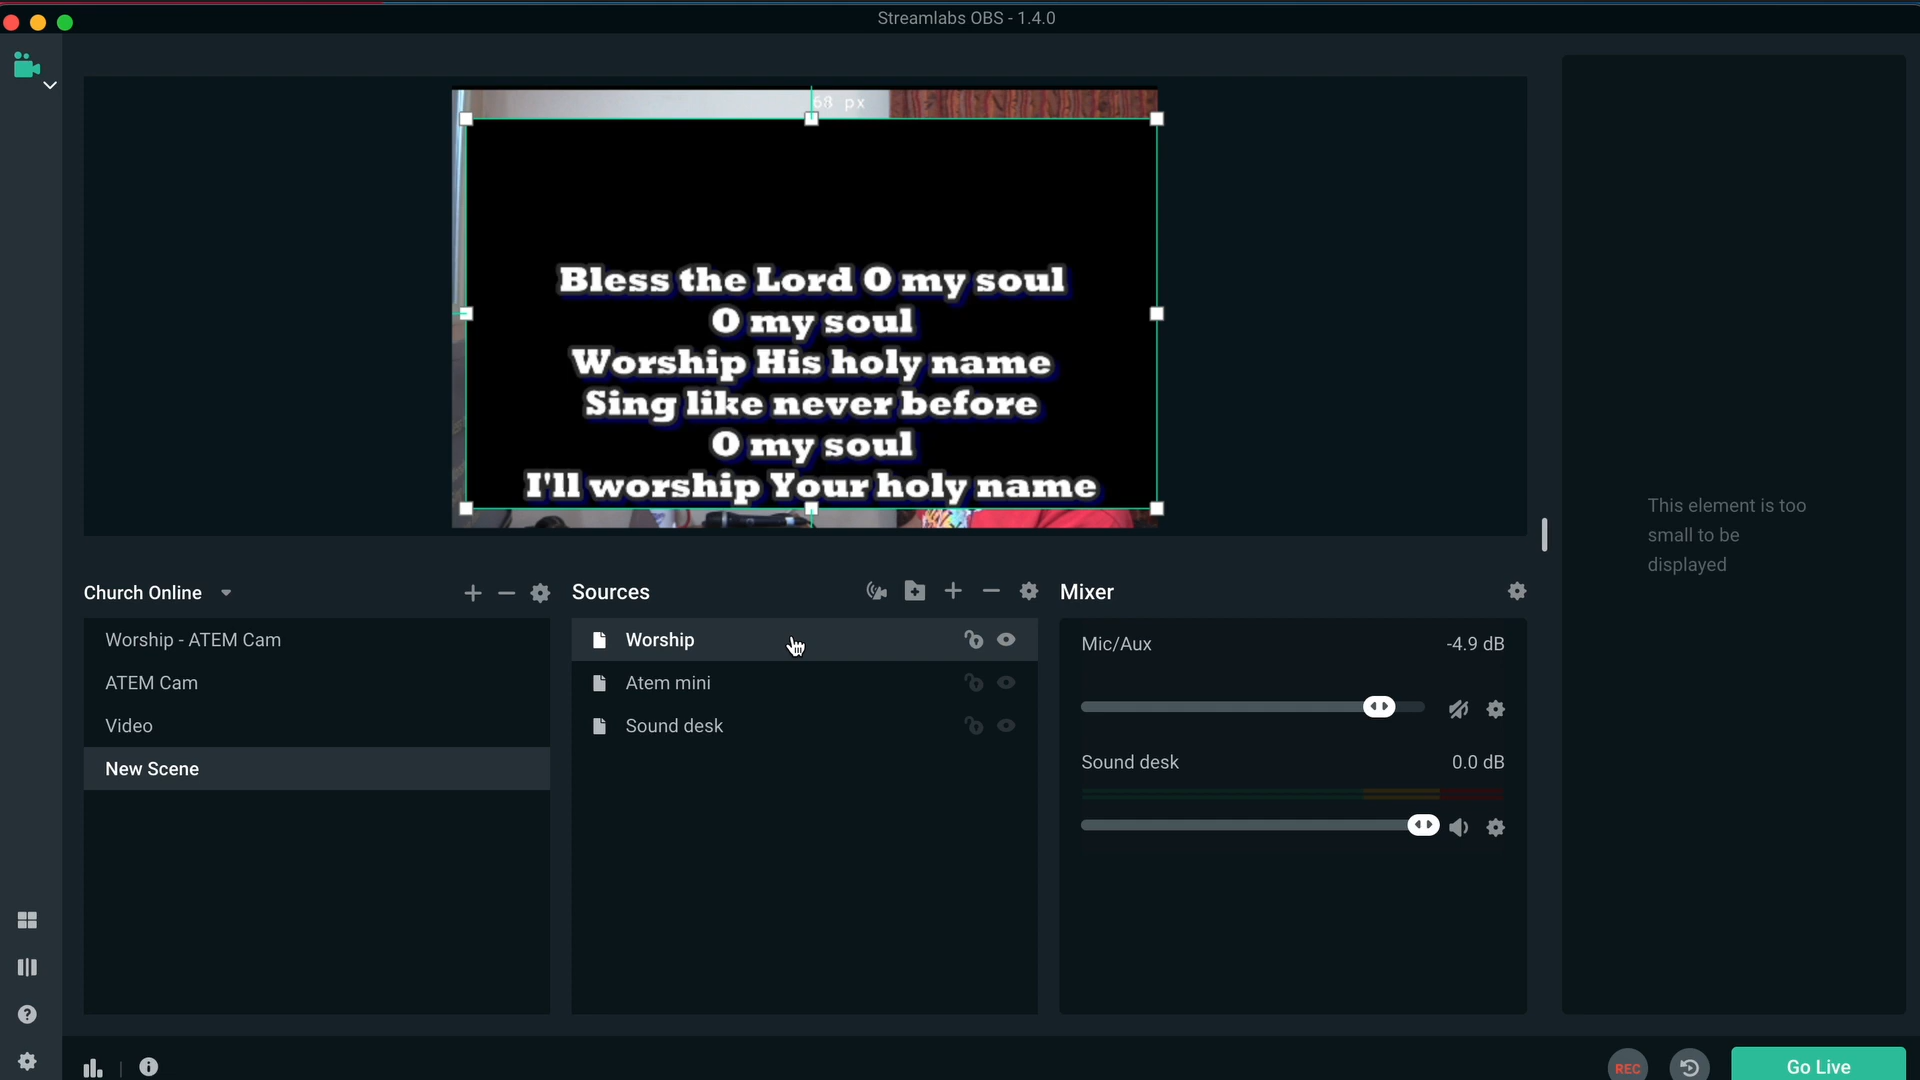 Streamlabs OBS - 1.4.0
68 px
Bless the Lord O my soul
O my soul
Worship His holy name
Sing like never before
O my soul
I'll worship Your holy name
This element is too
small to be
displayed
Church Online
Worship - ATEM Cam
ATEM Cam
Video
New Scene
Sources
Worship
Atem mini
Sound desk
Mixer
Mic/Aux -4.9 dB
Sound desk 0.0 dB
REC
Go Live